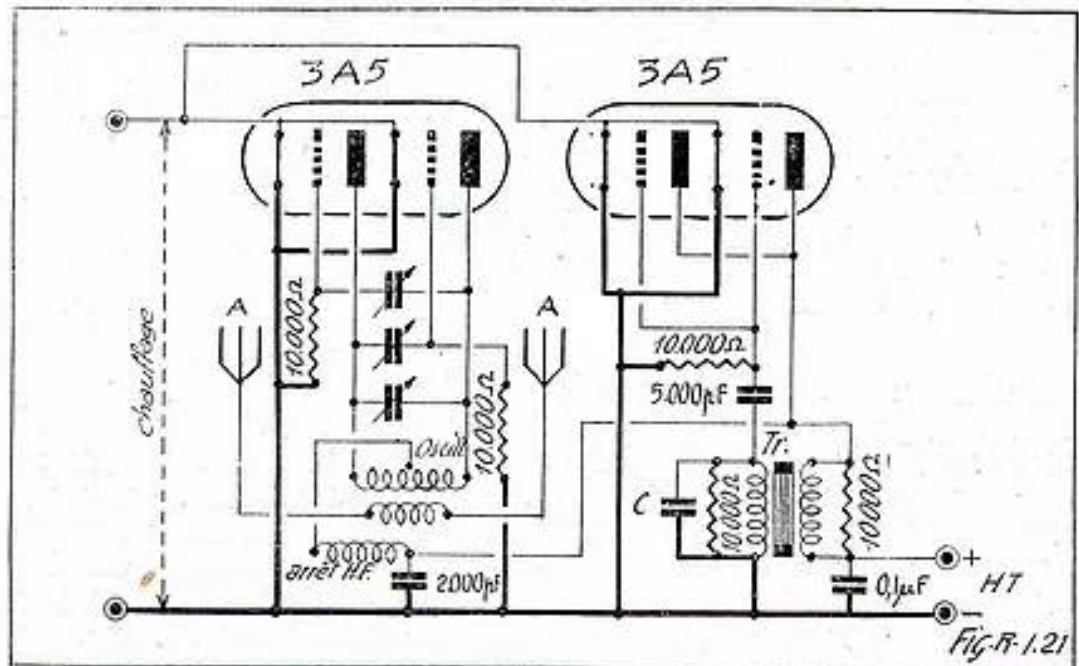 3A5
3A5
chauffage
A
A
10.000Ω
10.000Ω
10.000Ω
5.000pF
Oscill.
Tr.
C
10.000Ω
10.000Ω
arrêt H.F.
2.000pF
0,1µF
+
HT
−
FIG-R-1.21